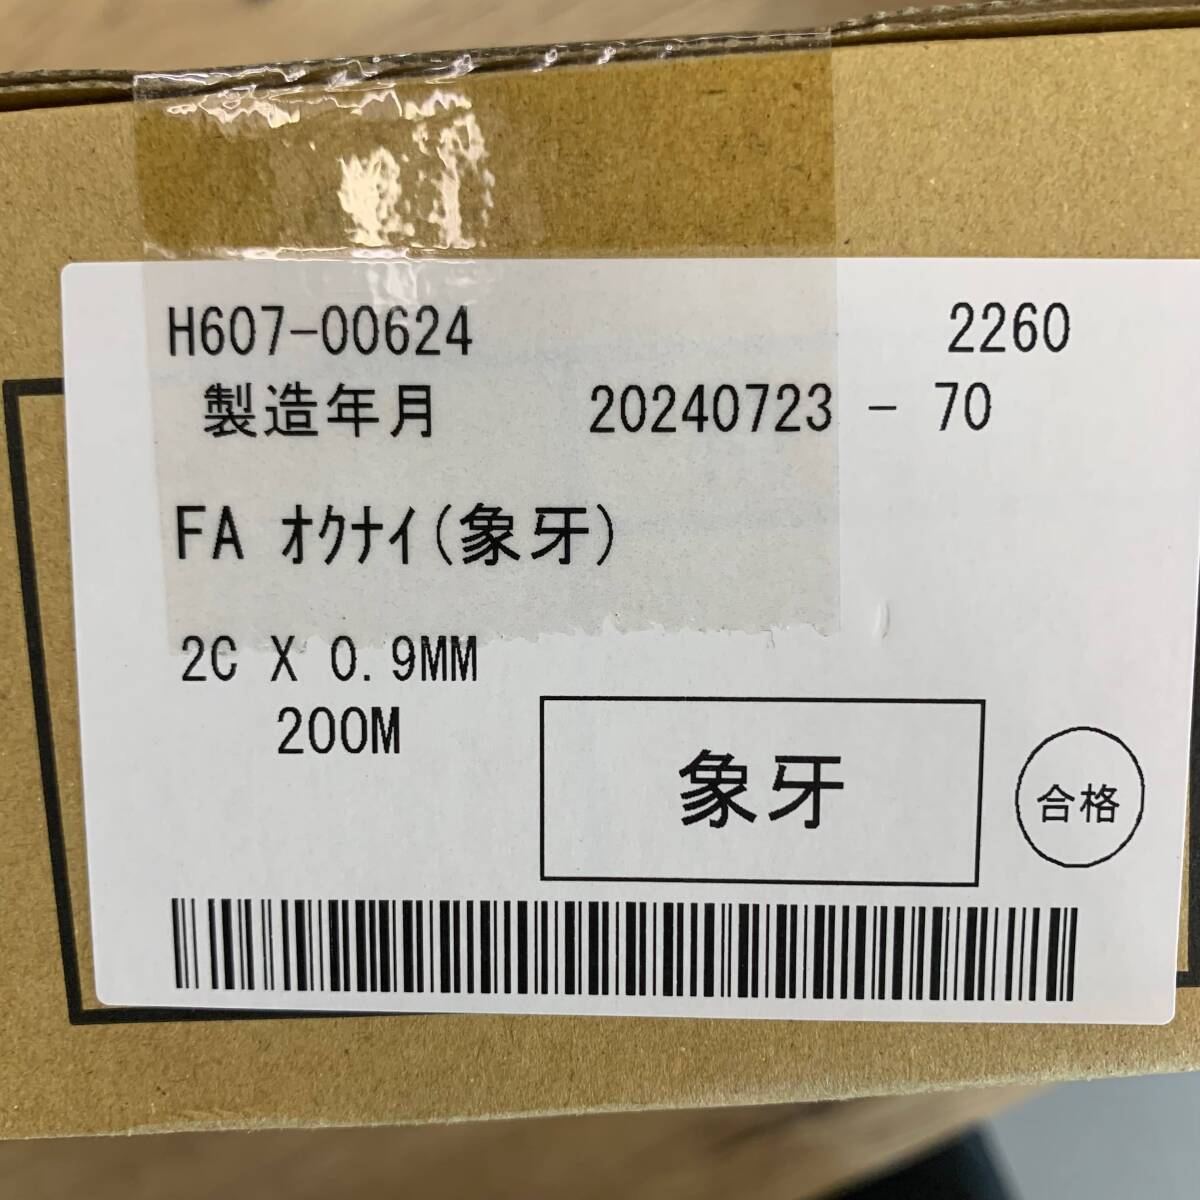 H607-00624 2260
製造年月 20240723 - 70
FA ｵｸﾅｲ(象牙)
2C X 0.9MM
200M
象牙
合格